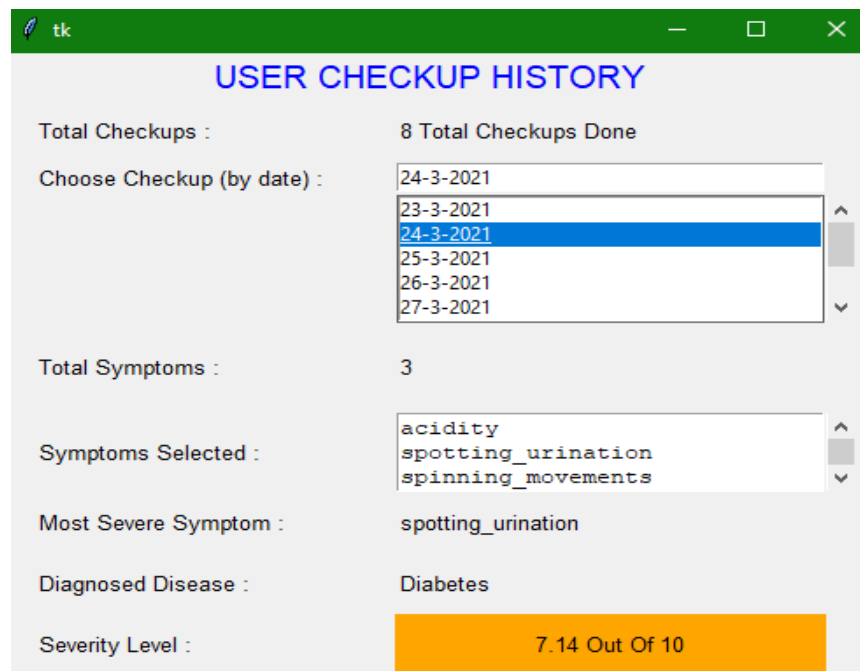 tk
USER CHECKUP HISTORY
Total Checkups : 8 Total Checkups Done
Choose Checkup (by date) : 24-3-2021
23-3-2021
24-3-2021
25-3-2021
26-3-2021
27-3-2021
Total Symptoms : 3
Symptoms Selected : acidity
spotting_urination
spinning_movements
Most Severe Symptom : spotting_urination
Diagnosed Disease : Diabetes
Severity Level : 7.14 Out Of 10